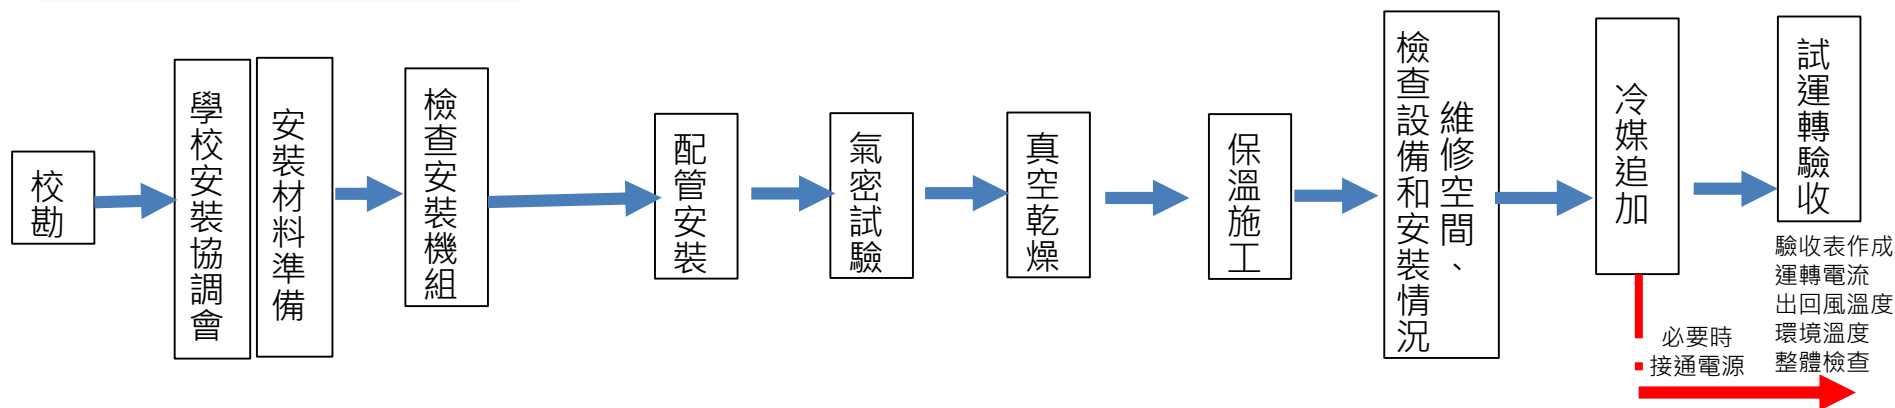 校勘
學校安裝協調會
安裝材料準備
檢查安裝機組
配管安裝
氣密試驗
真空乾燥
保溫施工
維修空間、
檢查設備和安裝情況
冷媒追加
試運轉驗收
必要時
接通電源
驗收表作成
運轉電流
出回風溫度
環境溫度
整體檢查